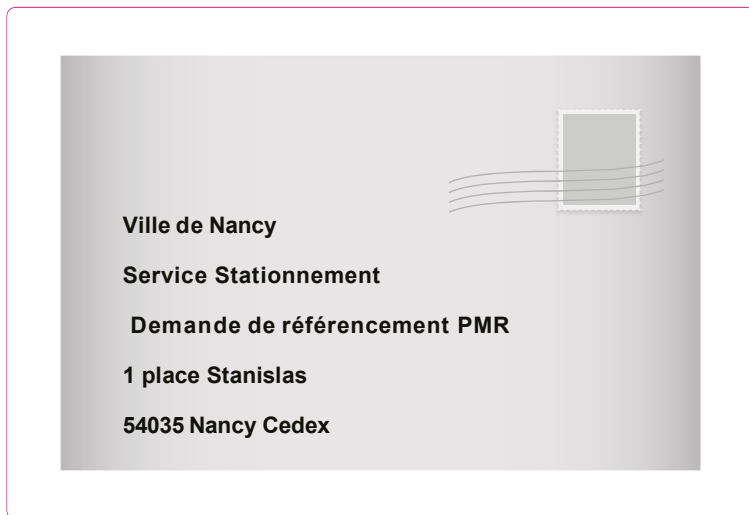 Ville de Nancy
Service Stationnement
Demande de référencement PMR
1 place Stanislas
54035 Nancy Cedex